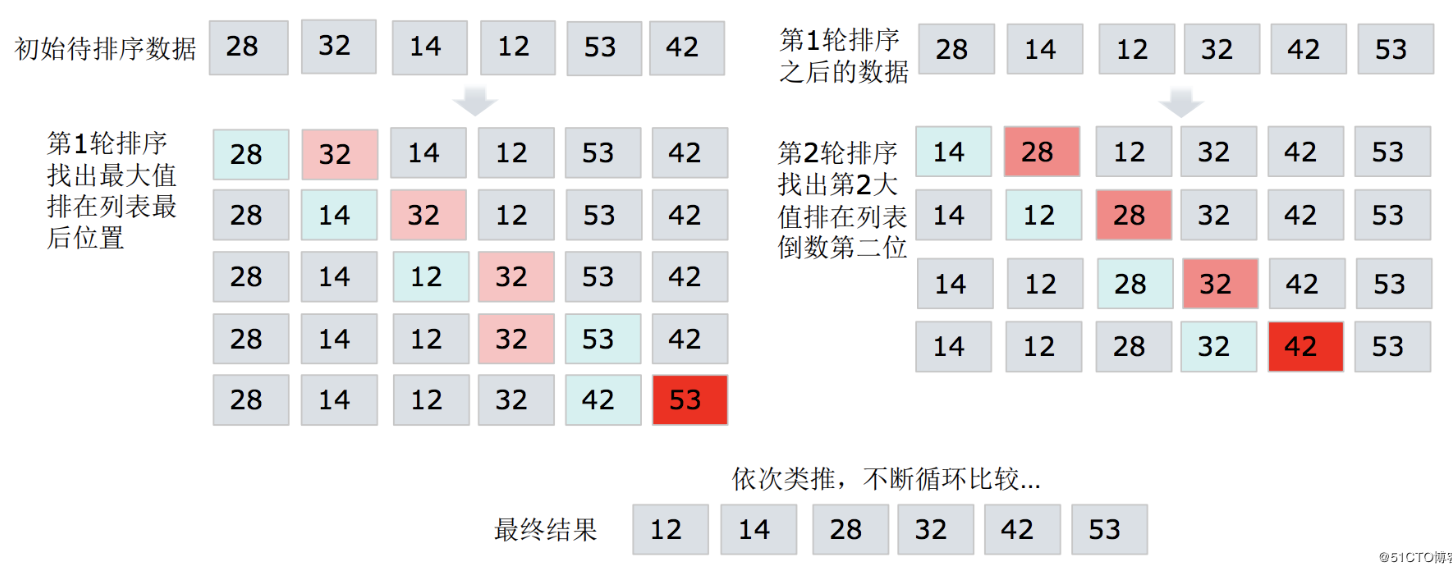 初始待排序数据
28 32 14 12 53 42
第1轮排序
找出最大值
排在列表最
后位置
28 32 14 12 53 42
28 14 32 12 53 42
28 14 12 32 53 42
28 14 12 32 53 42
28 14 12 32 42 53
第1轮排序
之后的数据
28 14 12 32 42 53
第2轮排序
找出第2大
值排在列表
倒数第二位
14 28 12 32 42 53
14 12 28 32 42 53
14 12 28 32 42 53
14 12 28 32 42 53
依次类推，不断循环比较...
最终结果
12 14 28 32 42 53
@51CTO博客